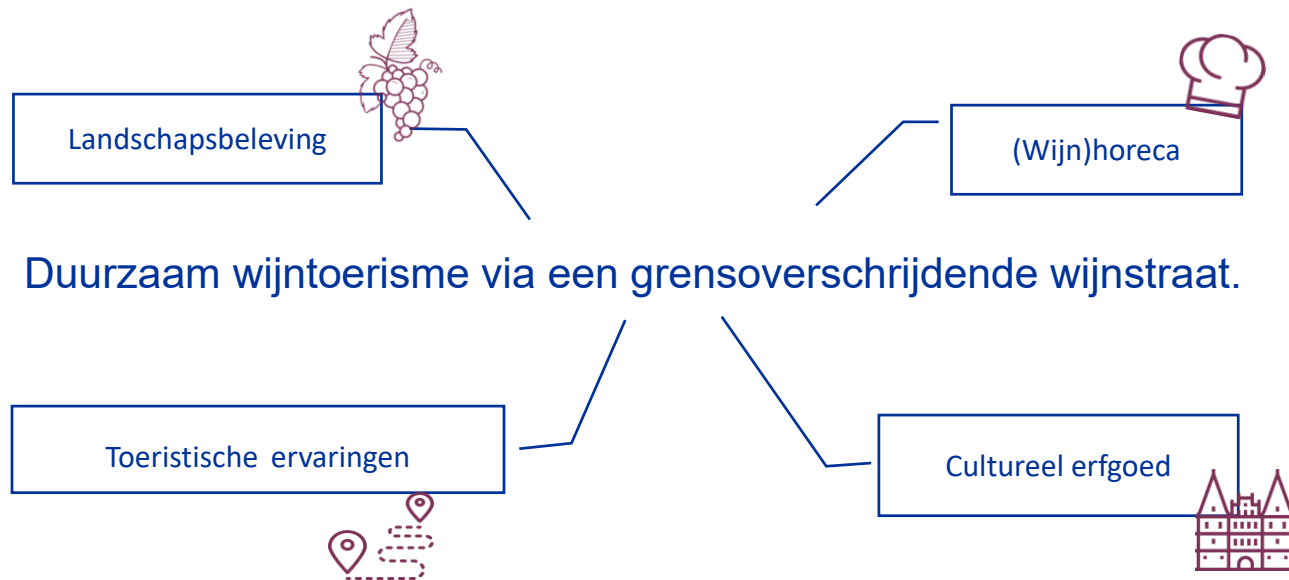 Landschapsbeleving
(Wijn)horeca
Duurzaam wijntoerisme via een grensoverschrijdende wijnstraat.
Toeristische ervaringen
Cultureel erfgoed